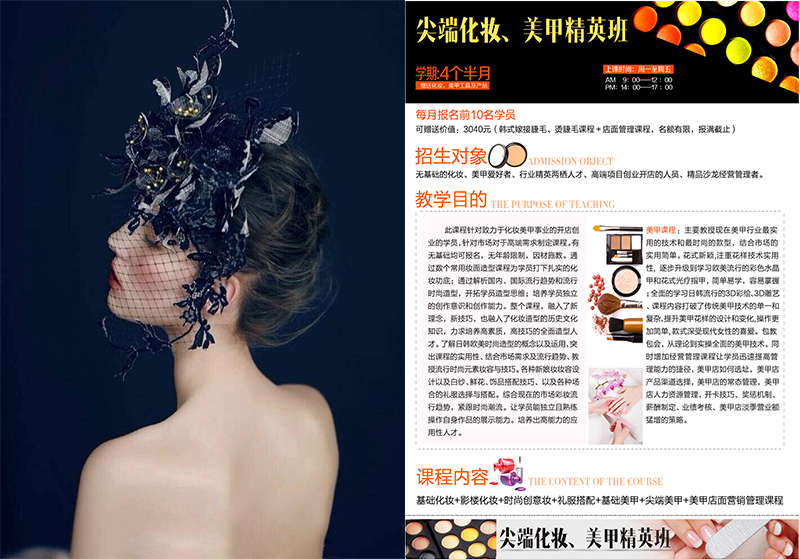 尖端化妆、美甲精英班
学期:4个半月
赠送化妆、美甲工具及产品
上课时间：周一至周五
AM 9：00—12：00
PM: 14：00—17：00
每月报名前10名学员
可赠送价值：3040元（韩式嫁接睫毛、烫睫毛课程＋店面管理课程，名额有限，报满截止）
招生对象
ADMISSION OBJECT
无基础的化妆、美甲爱好者、行业精英两栖人才、高端项目创业开店的人员、精品沙龙经营管理者。
教学目的 THE PURPOSE OF TEACHING
此课程针对致力于化妆美甲事业的开店创
业的学员,针对市场对于高端需求制定课程。有
无基础均可报名，无年龄限制，因材施教。通
过数个常用妆面造型课程为学员打下扎实的化
妆功底；通过解析国内、国际流行趋势和流行
时尚造型，开拓学员造型思维；培养学员独立
的创作意识和创作能力。整个课程，融入了新
理念，新技巧，也融入了化妆造型的历史文化
知识，力求培养高素质，高技巧的全面造型人
才。了解日韩欧美时尚造型的概念以及运用,突
出课程的实用性、结合市场需求及流行趋势、教
授流行时尚元素妆容与技巧。各种新娘妆妆容设
计以及白纱、鲜花、饰品搭配技巧、以及各种场
合的礼服选择与搭配。综合现在的市场彩妆流
行趋势，紧跟时尚潮流。让学员能独立且熟练
操作自身作品的展示能力。培养出高能力的应
用性人才。
美甲课程：主要教授现在美甲行业最实
用的技术和最时尚的款型，结合市场的
实用简单，花式新颖,注重花样技术实用
性，逐步升级到学习欧美流行的彩色水晶
甲和花式光疗指甲，简单易学，容易掌握
;全面的学习日韩流行的3D彩绘、3D雕艺
、课程内容打破了传统美甲技术的单一和
复杂,提升美甲花样的设计和变化,操作更
加简单,款式深受现代女性的喜爱。包教
包会，从理论到实操全面的美甲技术。同
时增加经营管理课程让学员迅速提高管
理能力的捷径，美甲店如何选址，美甲店
产品渠道选择，美甲店的常态管理，美甲
店人力资源管理，开卡技巧、奖惩机制、
薪酬制定、业绩考核、美甲店淡季营业额
猛增的策略。
课程内容 THE CONTENT OF THE COURSE
基础化妆+影楼化妆+时尚创意妆+礼服搭配+基础美甲+尖端美甲+美甲店面营销管理课程
尖端化妆、美甲精英班